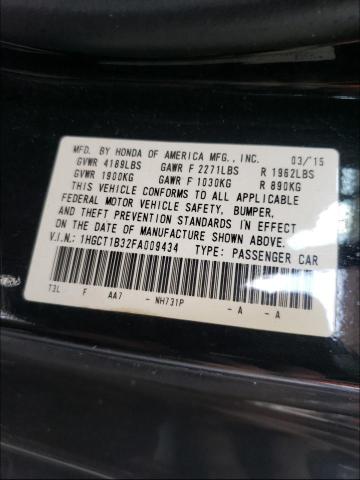 MFD. BY HONDA OF AMERICA MFG., INC. 03/'15
GVWR 4189LBS GAWR F 2271LBS R 1962LBS
GVWR 1900KG GAWR F 1030KG R 890KG
THIS VEHICLE CONFORMS TO ALL APPLICABLE
FEDERAL MOTOR VEHICLE SAFETY, BUMPER,
AND THEFT PREVENTION STANDARDS IN EFFECT
ON THE DATE OF MANUFACTURE SHOWN ABOVE.
V.I.N.: 1HGCT1B32FA009434 TYPE: PASSENGER CAR
T3L F AA7 - NH731P - A - A